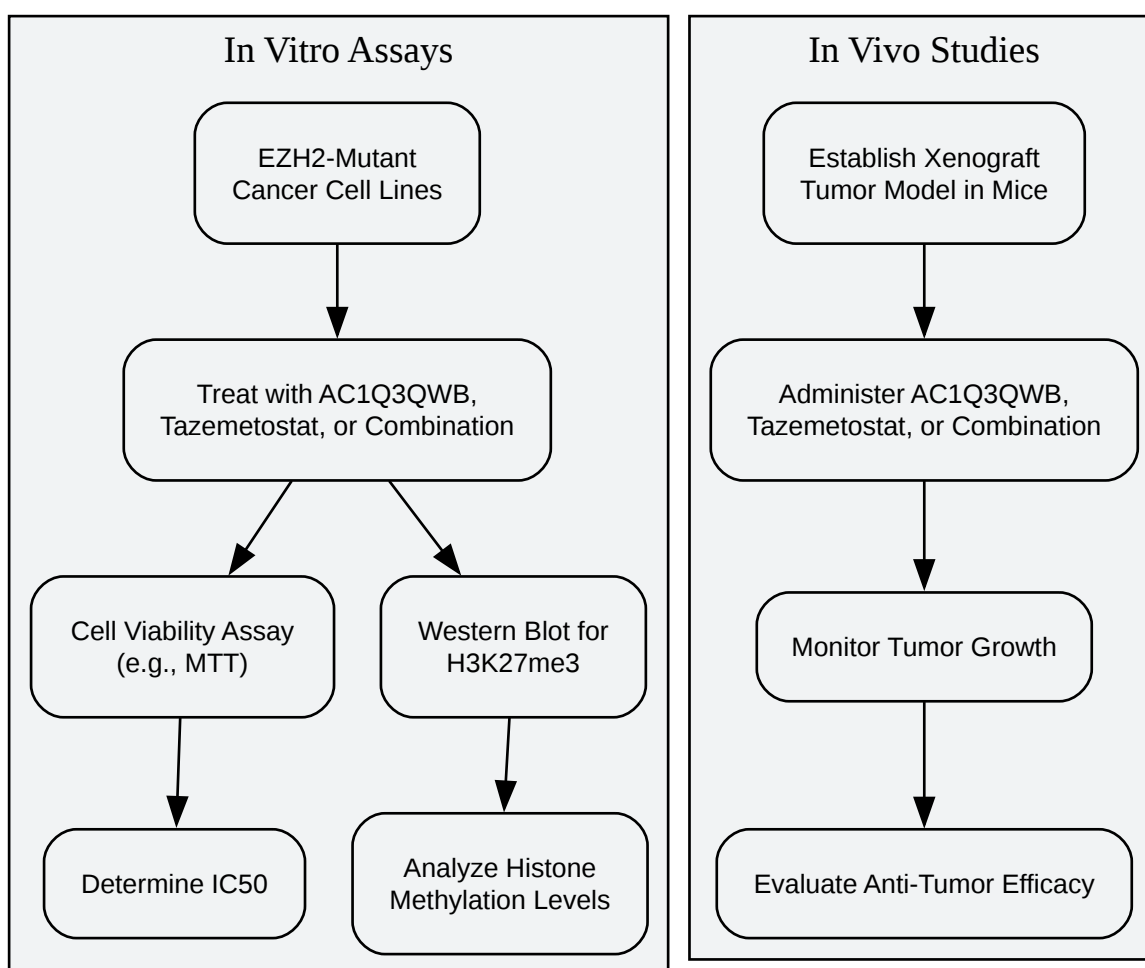 In Vitro Assays
EZH2-Mutant
Cancer Cell Lines
Treat with AC1Q3QWB,
Tazemetostat, or Combination
Cell Viability Assay
(e.g., MTT)
Western Blot for
H3K27me3
Determine IC50
Analyze Histone
Methylation Levels
In Vivo Studies
Establish Xenograft
Tumor Model in Mice
Administer AC1Q3QWB,
Tazemetostat, or Combination
Monitor Tumor Growth
Evaluate Anti-Tumor Efficacy